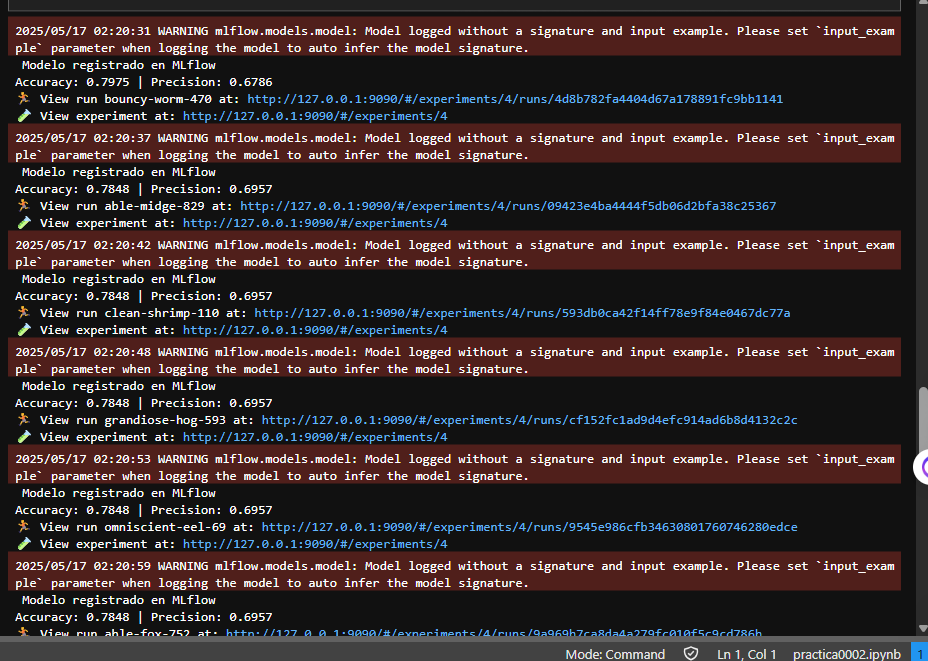 2025/05/17 02:20:31 WARNING mlflow.models.model: Model logged without a signature and input example. Please set `input_exam
ple` parameter when logging the model to auto infer the model signature.
Modelo registrado en MLflow
Accuracy: 0.7975 | Precision: 0.6786
🏃 View run bouncy-worm-470 at: http://127.0.0.1:9090/#/experiments/4/runs/4d8b782fa4404d67a178891fc9bb1141
🧪 View experiment at: http://127.0.0.1:9090/#/experiments/4
2025/05/17 02:20:37 WARNING mlflow.models.model: Model logged without a signature and input example. Please set `input_exam
ple` parameter when logging the model to auto infer the model signature.
Modelo registrado en MLflow
Accuracy: 0.7848 | Precision: 0.6957
🏃 View run able-midge-829 at: http://127.0.0.1:9090/#/experiments/4/runs/09423e4ba4444f5db06d2bfa38c25367
🧪 View experiment at: http://127.0.0.1:9090/#/experiments/4
2025/05/17 02:20:42 WARNING mlflow.models.model: Model logged without a signature and input example. Please set `input_exam
ple` parameter when logging the model to auto infer the model signature.
Modelo registrado en MLflow
Accuracy: 0.7848 | Precision: 0.6957
🏃 View run clean-shrimp-110 at: http://127.0.0.1:9090/#/experiments/4/runs/593db0ca42f14ff78e9f84e0467dc77a
🧪 View experiment at: http://127.0.0.1:9090/#/experiments/4
2025/05/17 02:20:48 WARNING mlflow.models.model: Model logged without a signature and input example. Please set `input_exam
ple` parameter when logging the model to auto infer the model signature.
Modelo registrado en MLflow
Accuracy: 0.7848 | Precision: 0.6957
🏃 View run grandiose-hog-593 at: http://127.0.0.1:9090/#/experiments/4/runs/cf152fc1ad9d4efc914ad6b8d4132c2c
🧪 View experiment at: http://127.0.0.1:9090/#/experiments/4
2025/05/17 02:20:53 WARNING mlflow.models.model: Model logged without a signature and input example. Please set `input_exam
ple` parameter when logging the model to auto infer the model signature.
Modelo registrado en MLflow
Accuracy: 0.7848 | Precision: 0.6957
🏃 View run omniscient-eel-69 at: http://127.0.0.1:9090/#/experiments/4/runs/9545e986cfb34630801760746280edce
🧪 View experiment at: http://127.0.0.1:9090/#/experiments/4
2025/05/17 02:20:59 WARNING mlflow.models.model: Model logged without a signature and input example. Please set `input_exam
ple` parameter when logging the model to auto infer the model signature.
Modelo registrado en MLflow
Accuracy: 0.7848 | Precision: 0.6957
🏃 View run able-fox-752 at: http://127.0.0.1:9090/#/experiments/4/runs/9a969b7ca8da4a279fc010f5c9cd786b
Mode: Command Ln 1, Col 1 practica0002.ipynb 1